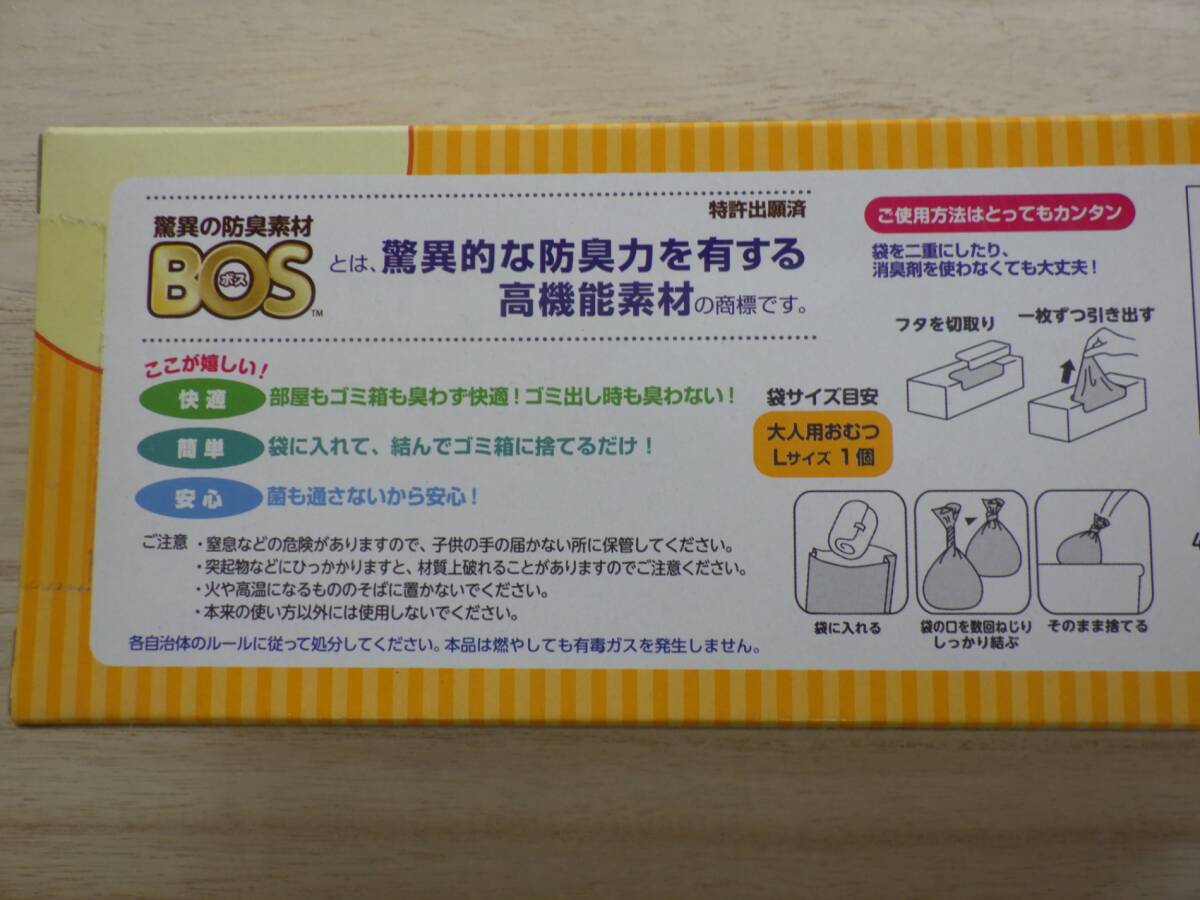 驚異の防臭素材
BOS
ボス
TM
とは、驚異的な防臭力を有する
高機能素材の商標です。
特許出願済
ここが嬉しい!
快適 部屋もゴミ箱も臭わず快適!ゴミ出し時も臭わない!
簡単 袋に入れて、結んでゴミ箱に捨てるだけ!
安心 菌も通さないから安心!
ご注意 ・窒息などの危険がありますので、子供の手の届かない所に保管してください。
・突起物などにひっかかりますと、材質上破れることがありますのでご注意ください。
・火や高温になるもののそばに置かないでください。
・本来の使い方以外には使用しないでください。
各自治体のルールに従って処分してください。本品は燃やしても有毒ガスを発生しません。
ご使用方法はとってもカンタン
袋を二重にしたり、
消臭剤を使わなくても大丈夫!
フタを切取り
一枚ずつ引き出す
袋サイズ目安
大人用おむつ
Lサイズ 1個
袋に入れる
袋の口を数回ねじり
しっかり結ぶ
そのまま捨てる